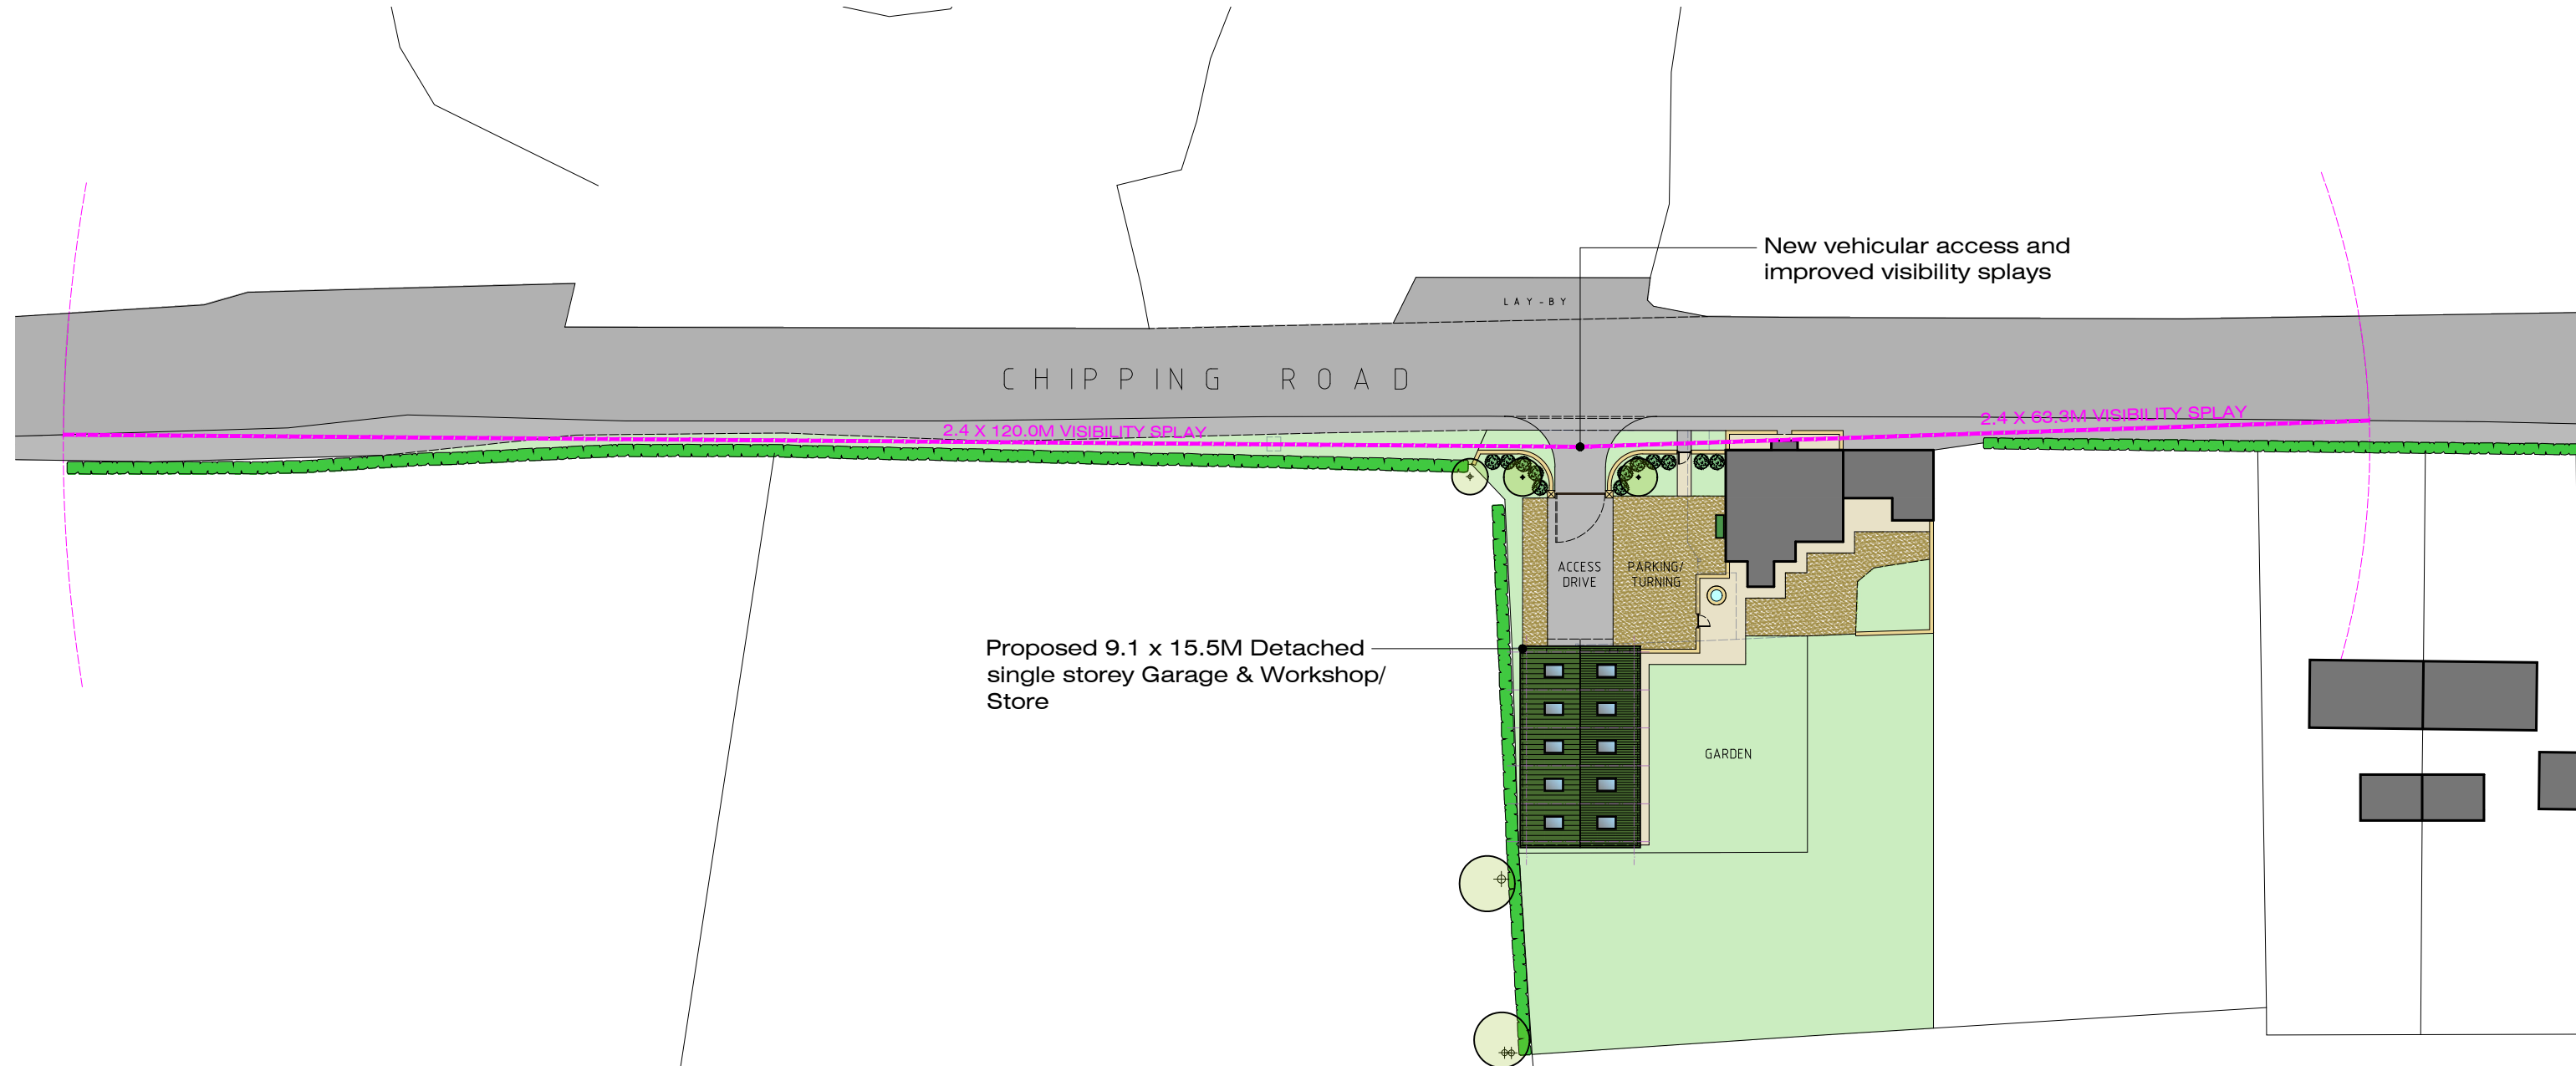 New vehicular access and
improved visibility splays
LAY-BY
CHIPPING ROAD
2.4 X 120.0M VISIBILITY SPLAY
2.4 X 63.3M VISIBILITY SPLAY
ACCESS
DRIVE
PARKING/
TURNING
Proposed 9.1 x 15.5M Detached
single storey Garage & Workshop/
Store
GARDEN